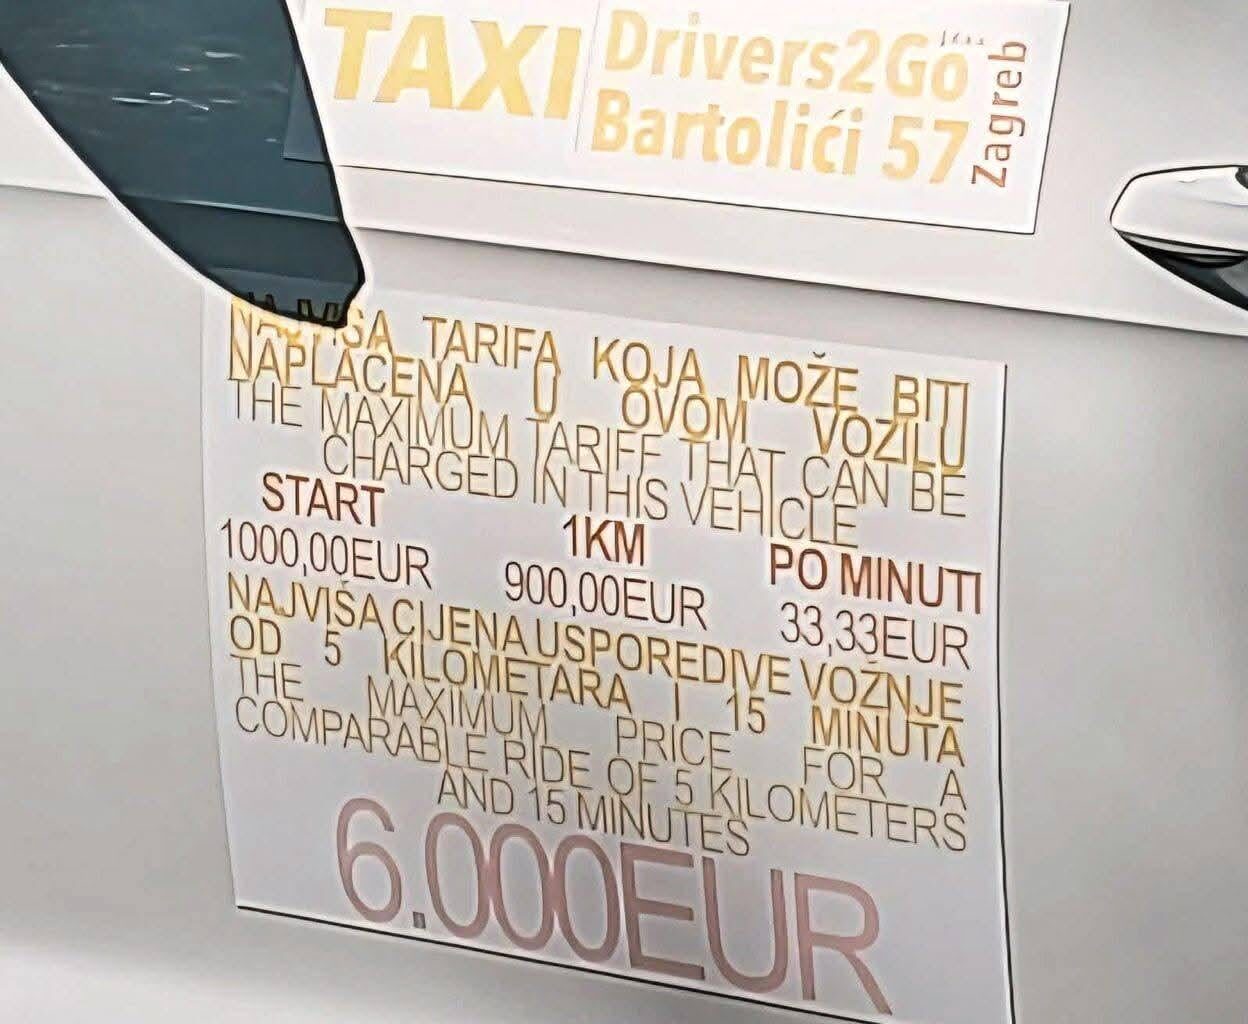 TAXI
Drivers2Go
Bartolići 57
Zagreb
NAJVIŠA TARIFA KOJA MOŽE BITI
NAPLAĆENA U OVOM VOZILU
THE MAXIMUM TARIFF THAT CAN BE
CHARGED IN THIS VEHICLE
START 1KM PO MINUTI
1000,00EUR 900,00EUR 33,33EUR
NAJVIŠA CIJENA USPOREDIVE VOŽNJE
OD 5 KILOMETARA I 15 MINUTA
THE MAXIMUM PRICE FOR A
COMPARABLE RIDE OF 5 KILOMETERS
AND 15 MINUTES
6.000EUR